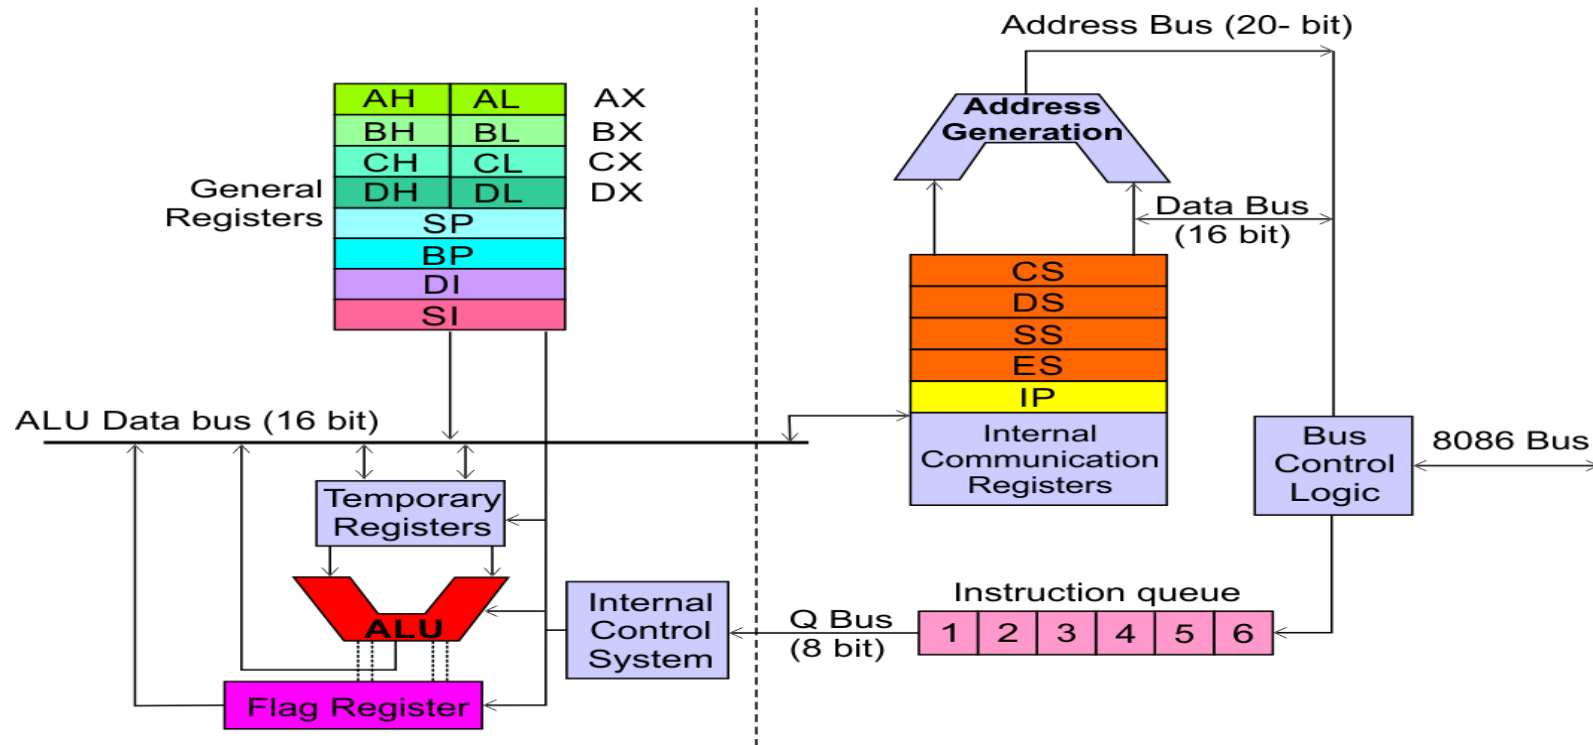 Address Bus (20- bit)
AH AL AX
BH BL BX
CH CL CX
DH DL DX
General
Registers
SP
BP
DI
SI
Address
Generation
Data Bus
(16 bit)
CS
DS
SS
ES
IP
Internal
Communication
Registers
ALU Data bus (16 bit)
Bus
Control
Logic
8086 Bus
Temporary
Registers
ALU
Flag Register
Internal
Control
System
Q Bus
(8 bit)
Instruction queue
1 2 3 4 5 6